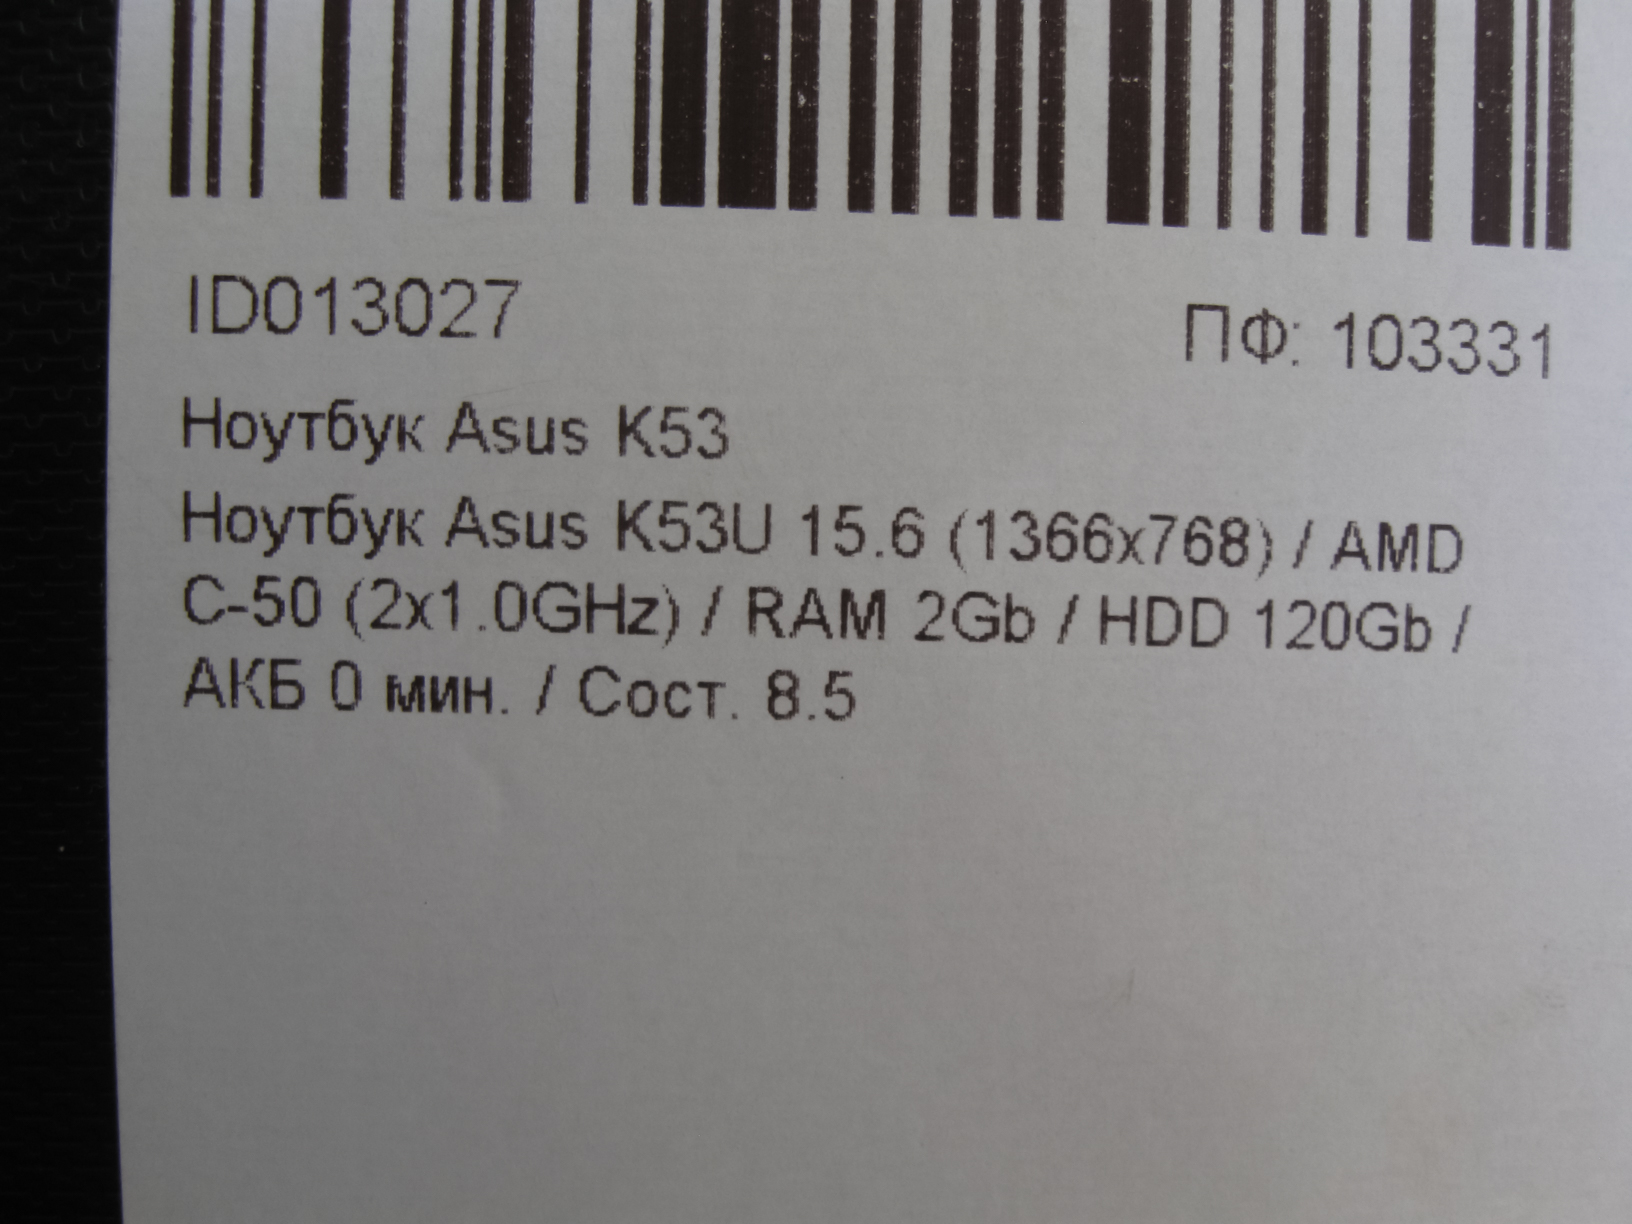 ID013027
ПФ: 103331
Ноутбук Asus K53
Ноутбук Asus K53U 15.6 (1366x768) / AMD
C-50 (2x1.0GHz) / RAM 2Gb / HDD 120Gb /
АКБ 0 мин. / Сост. 8.5